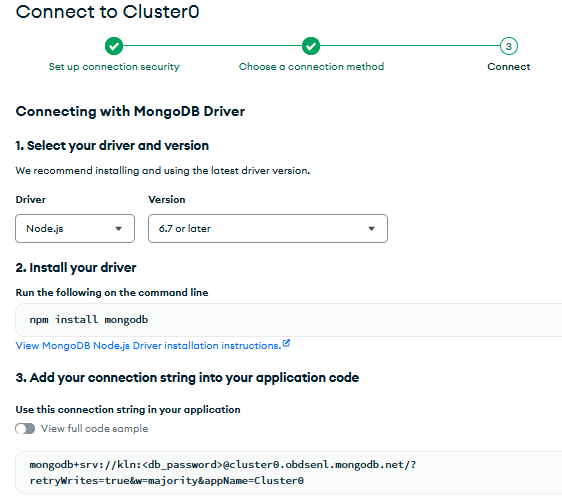 Connect to Cluster0
3
Set up connection security
Choose a connection method
Connect
Connecting with MongoDB Driver
1. Select your driver and version
We recommend installing and using the latest driver version.
Driver
Version
Node.js
6.7 or later
2. Install your driver
Run the following on the command line
npm install mongodb
View MongoDB Node.js Driver installation instructions.
3. Add your connection string into your application code
Use this connection string in your application
View full code sample
mongodb+srv://kln:<db_password>@cluster0.obdsenl.mongodb.net/?
retryWrites=true&w=majority&appName=Cluster0